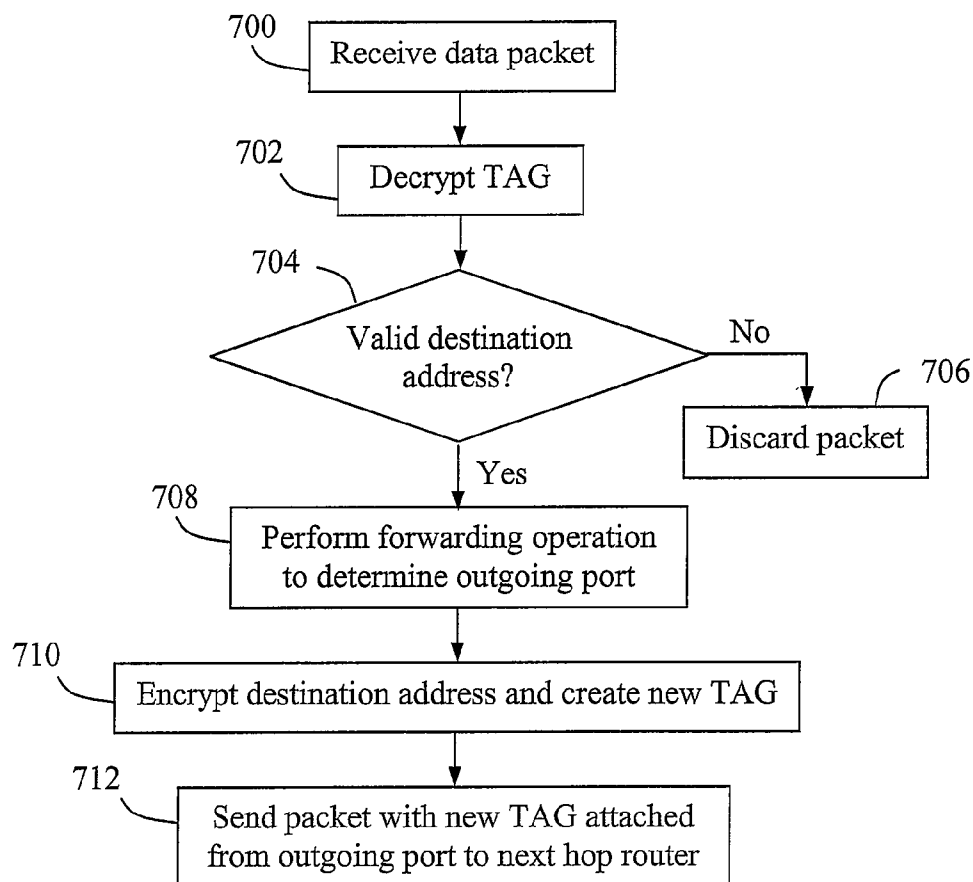 700
Receive data packet
702
Decrypt TAG
704
Valid destination
address?
No
706
Discard packet
Yes
708
Perform forwarding operation
to determine outgoing port
710
Encrypt destination address and create new TAG
712
Send packet with new TAG attached
from outgoing port to next hop router